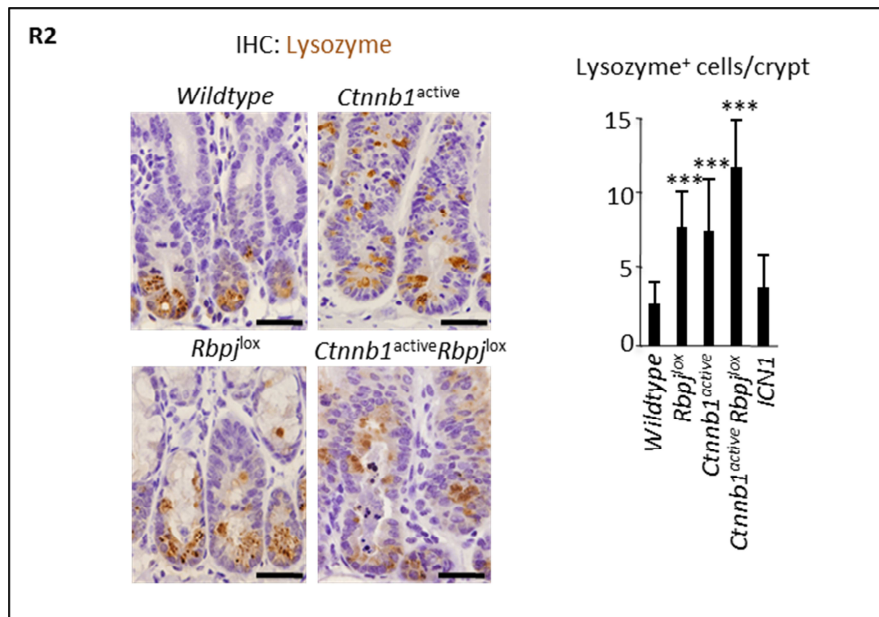 R2
IHC: Lysozyme
Wildtype
Ctnnb1active
Rbpjlox
Ctnnb1activeRbpjlox
Lysozyme+ cells/crypt
15
10
5
0
***
***
***
Wildtype
Rbpjlox
Ctnnb1active
Ctnnb1active Rbpjlox
ICN1